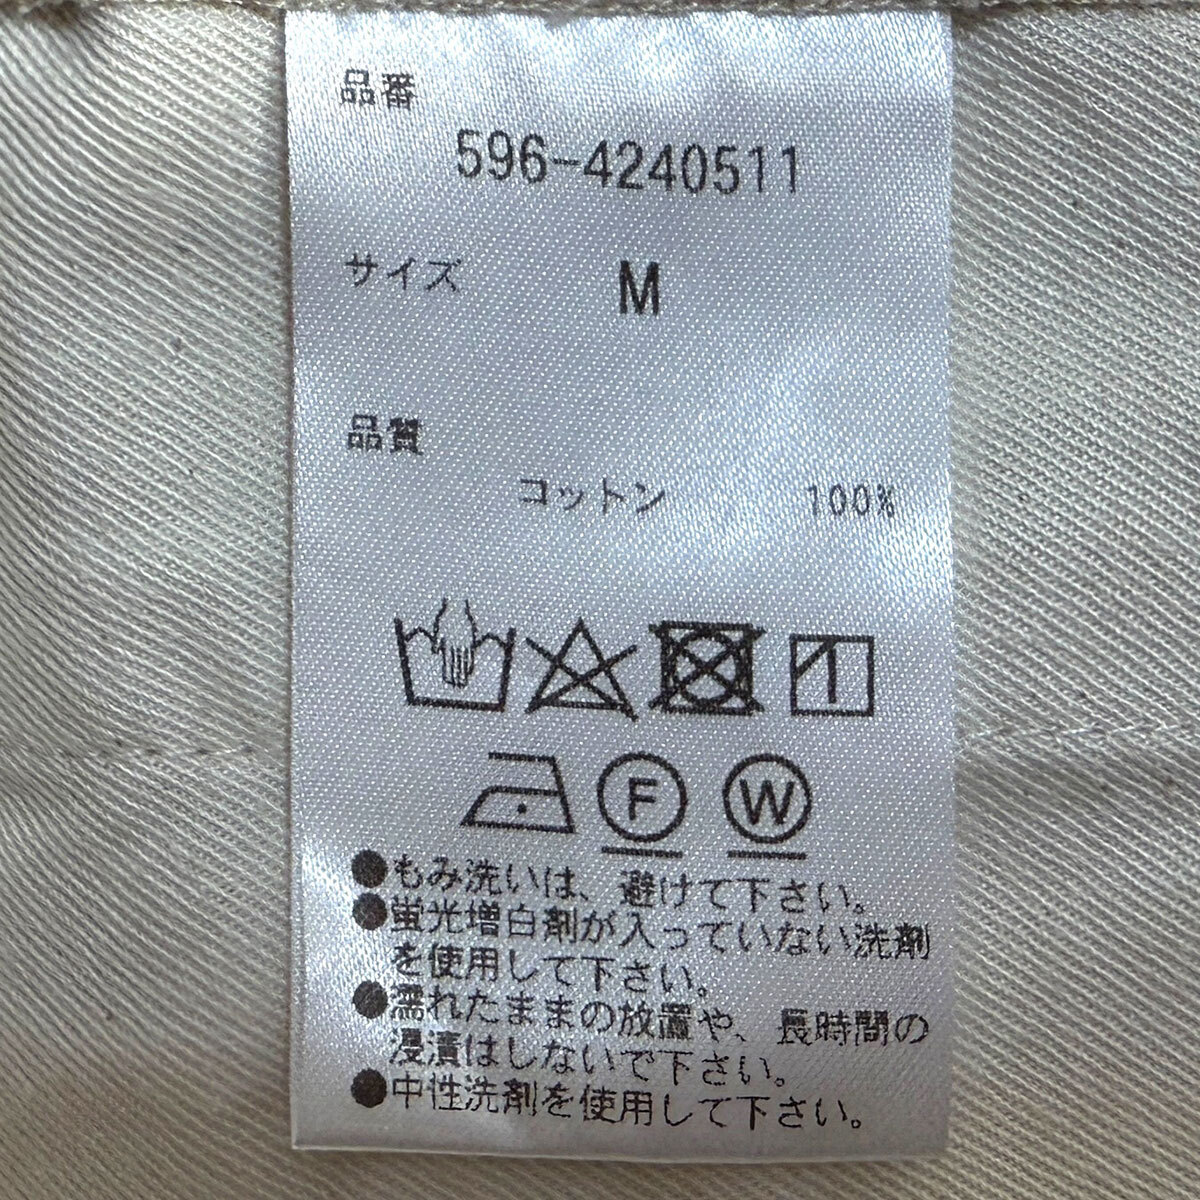 品番
596-4240511
サイズ M
品質
コットン 100%
F W
●もみ洗いは、避けて下さい。
●蛍光増白剤が入っていない洗剤
を使用して下さい。
●濡れたままの放置や、長時間の
浸漬はしないで下さい。
●中性洗剤を使用して下さい。